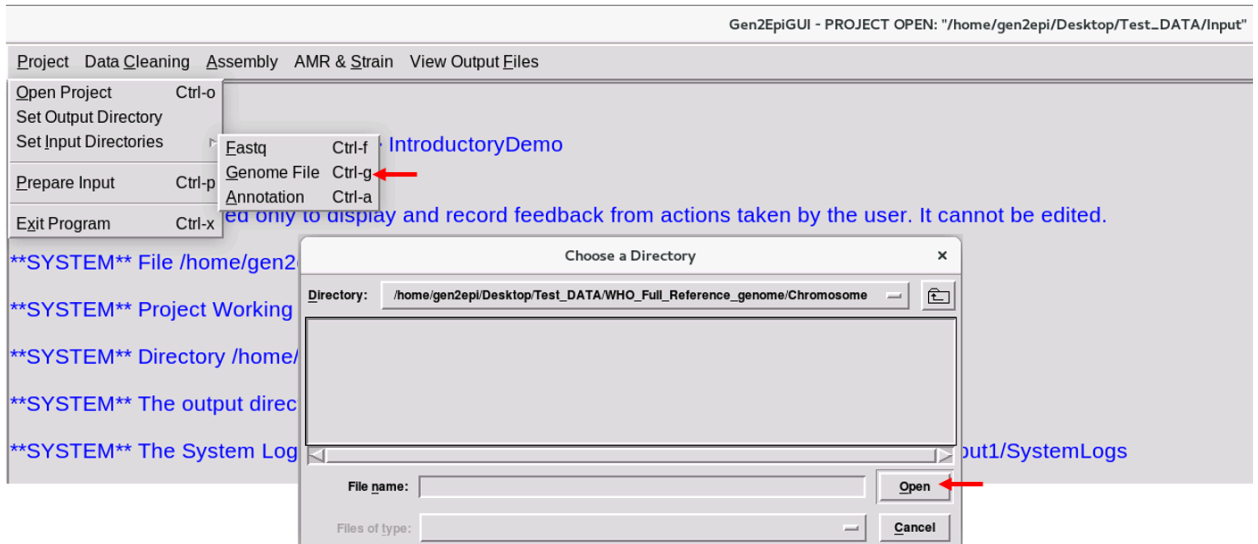 Gen2EpiGUI - PROJECT OPEN: "/home/gen2epi/Desktop/Test_DATA/Input"
Project Data Cleaning Assembly AMR & Strain View Output Files
Open Project Ctrl-o
Set Output Directory
Set Input Directories
Prepare Input Ctrl-p
Exit Program Ctrl-x
Fastq Ctrl-f
Genome File Ctrl-g
Annotation Ctrl-a
IntroductoryDemo
only to display and record feedback from actions taken by the user. It cannot be edited.
**SYSTEM** File /home/gen2
**SYSTEM** Project Working
**SYSTEM** Directory /home/
**SYSTEM** The output direc
**SYSTEM** The System Log
put1/SystemLogs
Choose a Directory
Directory: /home/gen2epi/Desktop/Test_DATA/WHO_Full_Reference_genome/Chromosome
File name: Open
Files of type: Cancel